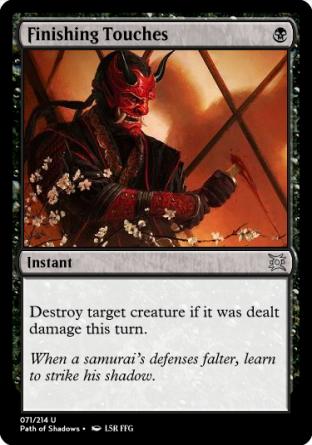 Finishing Touches
Instant
Destroy target creature if it was dealt
damage this turn.
When a samurai's defenses falter, learn
to strike his shadow.
071/214 U
Path of Shadows • LSR FFG